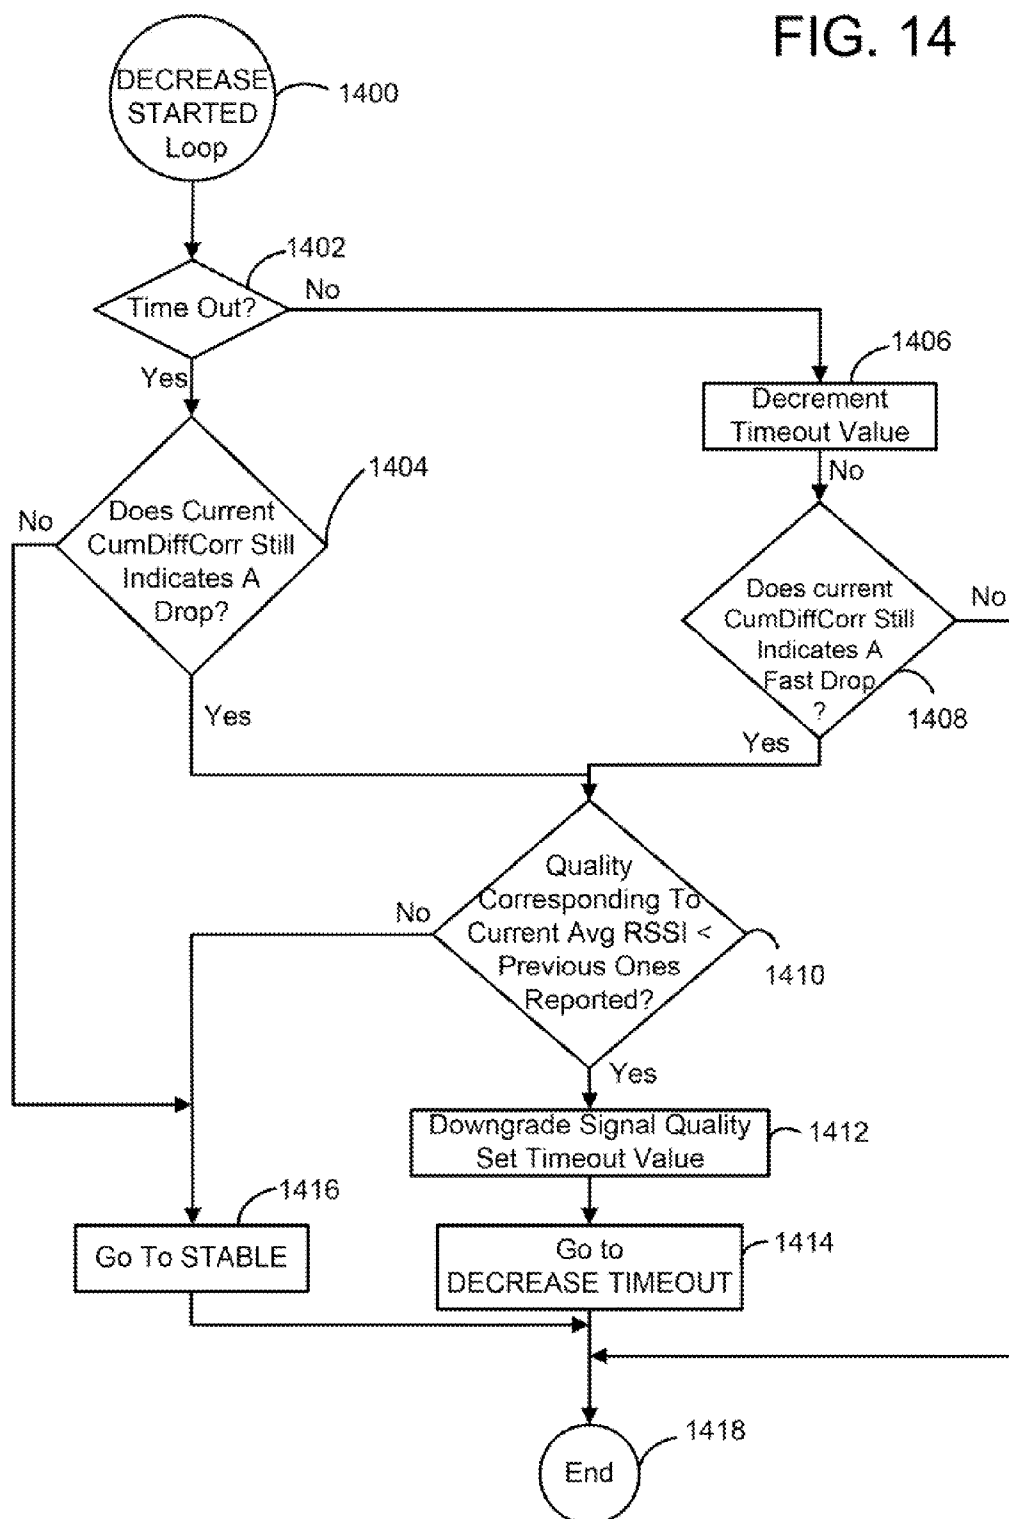 FIG. 14
DECREASE
STARTED
Loop
1400
1402
Time Out?
No
Yes
1406
Decrement
Timeout Value
No
1404
Does Current
CumDiffCorr Still
Indicates A
Drop?
No
Yes
Does current
CumDiffCorr Still
Indicates A
Fast Drop
?
No
1408
Yes
Quality
Corresponding To
Current Avg RSSI <
Previous Ones
Reported?
No
1410
Yes
Downgrade Signal Quality
Set Timeout Value
1412
1416
Go To STABLE
Go to
DECREASE TIMEOUT
1414
1418
End